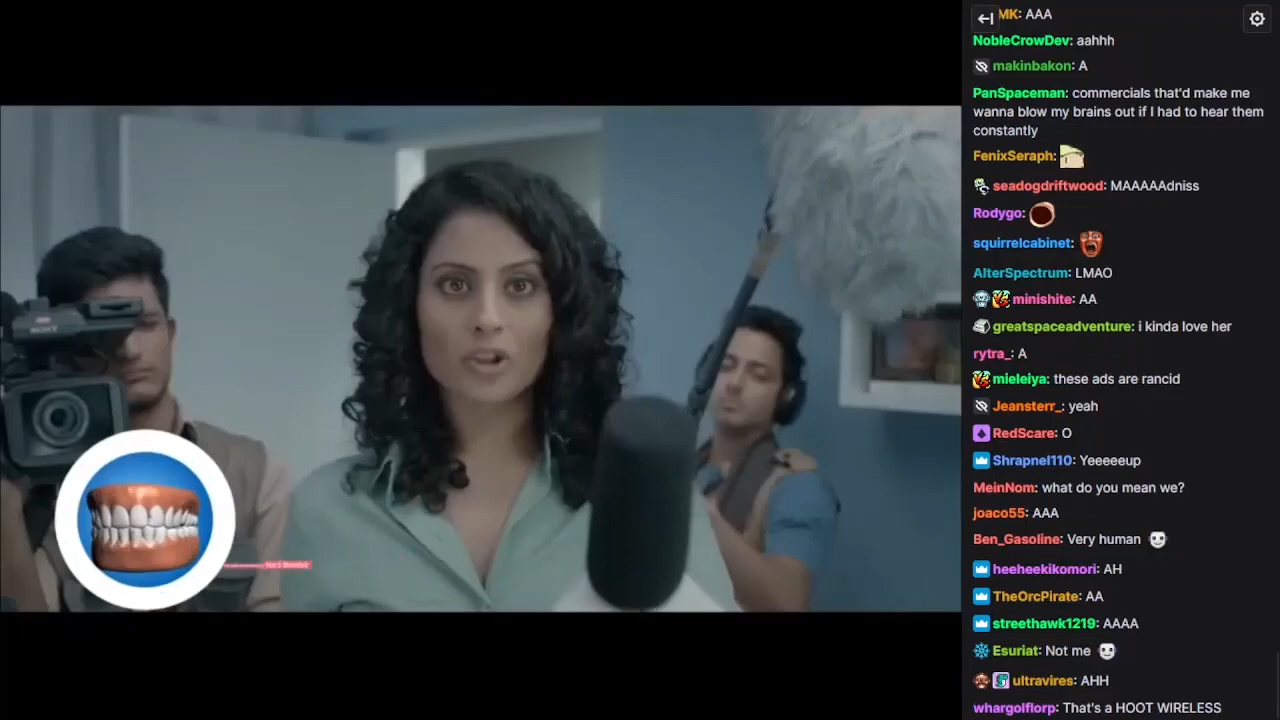 MK: AAA
NobleCrowDev: aahhh
makinbakon: A
PanSpaceman: commercials that'd make me
wanna blow my brains out if I had to hear them
constantly
FenixSeraph:
seadogdriftwood: MAAAAAdniss
Rodygo:
squirrelcabinet:
AlterSpectrum: LMAO
minishite: AA
greatspaceadventure: i kinda love her
rytra_: A
mieleiya: these ads are rancid
Jeansterr_: yeah
RedScare: O
Shrapnel110: Yeeeeeup
MeinNom: what do you mean we?
joaco55: AAA
Ben_Gasoline: Very human
heeheekikomori: AH
TheOrcPirate: AA
streethawk1219: AAAA
Esuriat: Not me
ultravires: AHH
whargolflorp: That's a HOOT WIRELESS
SONY